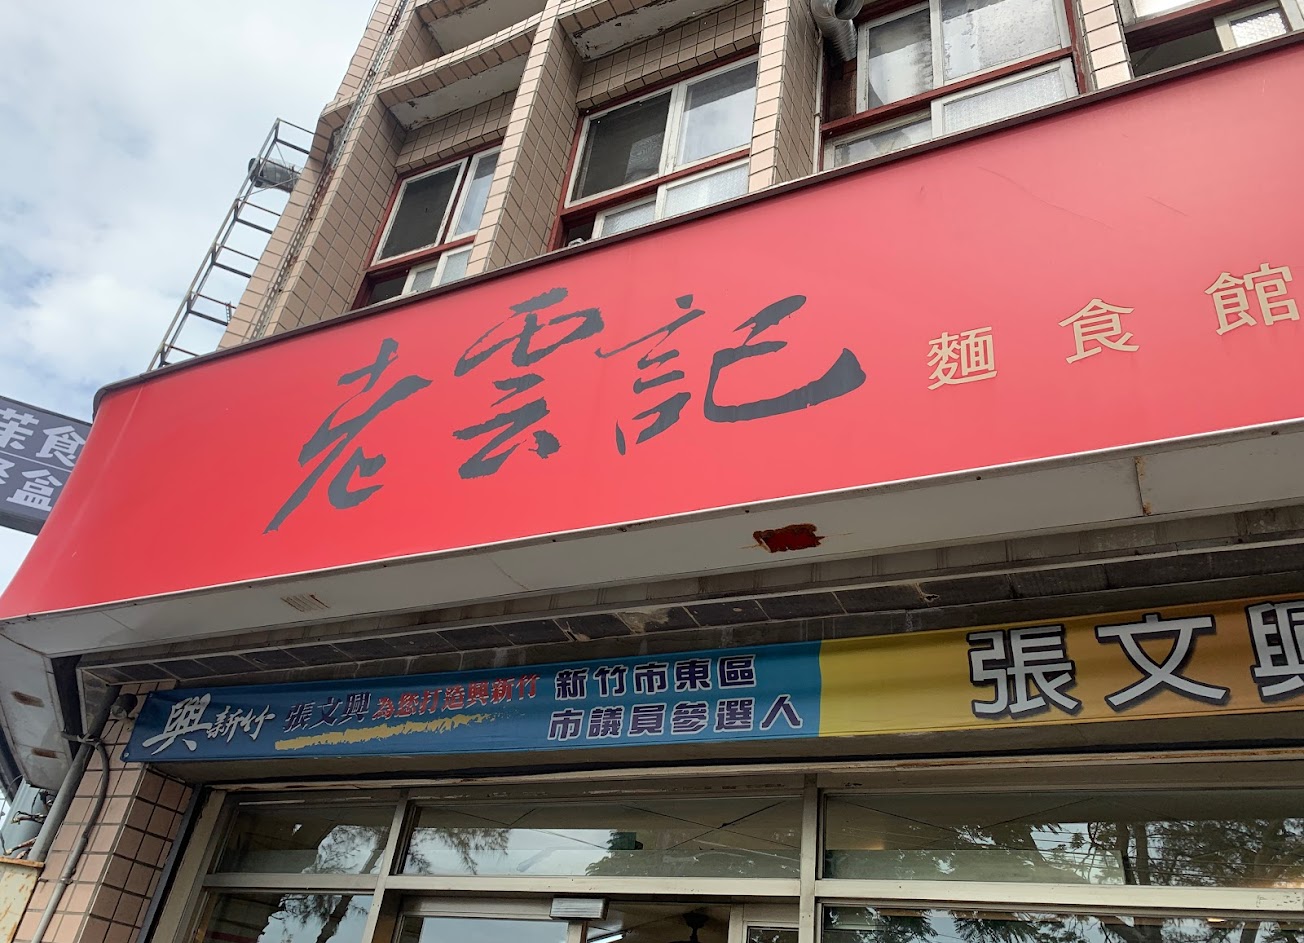 老雲記 麵食館
食
興新竹 張文興 為您打造興新竹 新竹市東區
市議員參選人
張文興